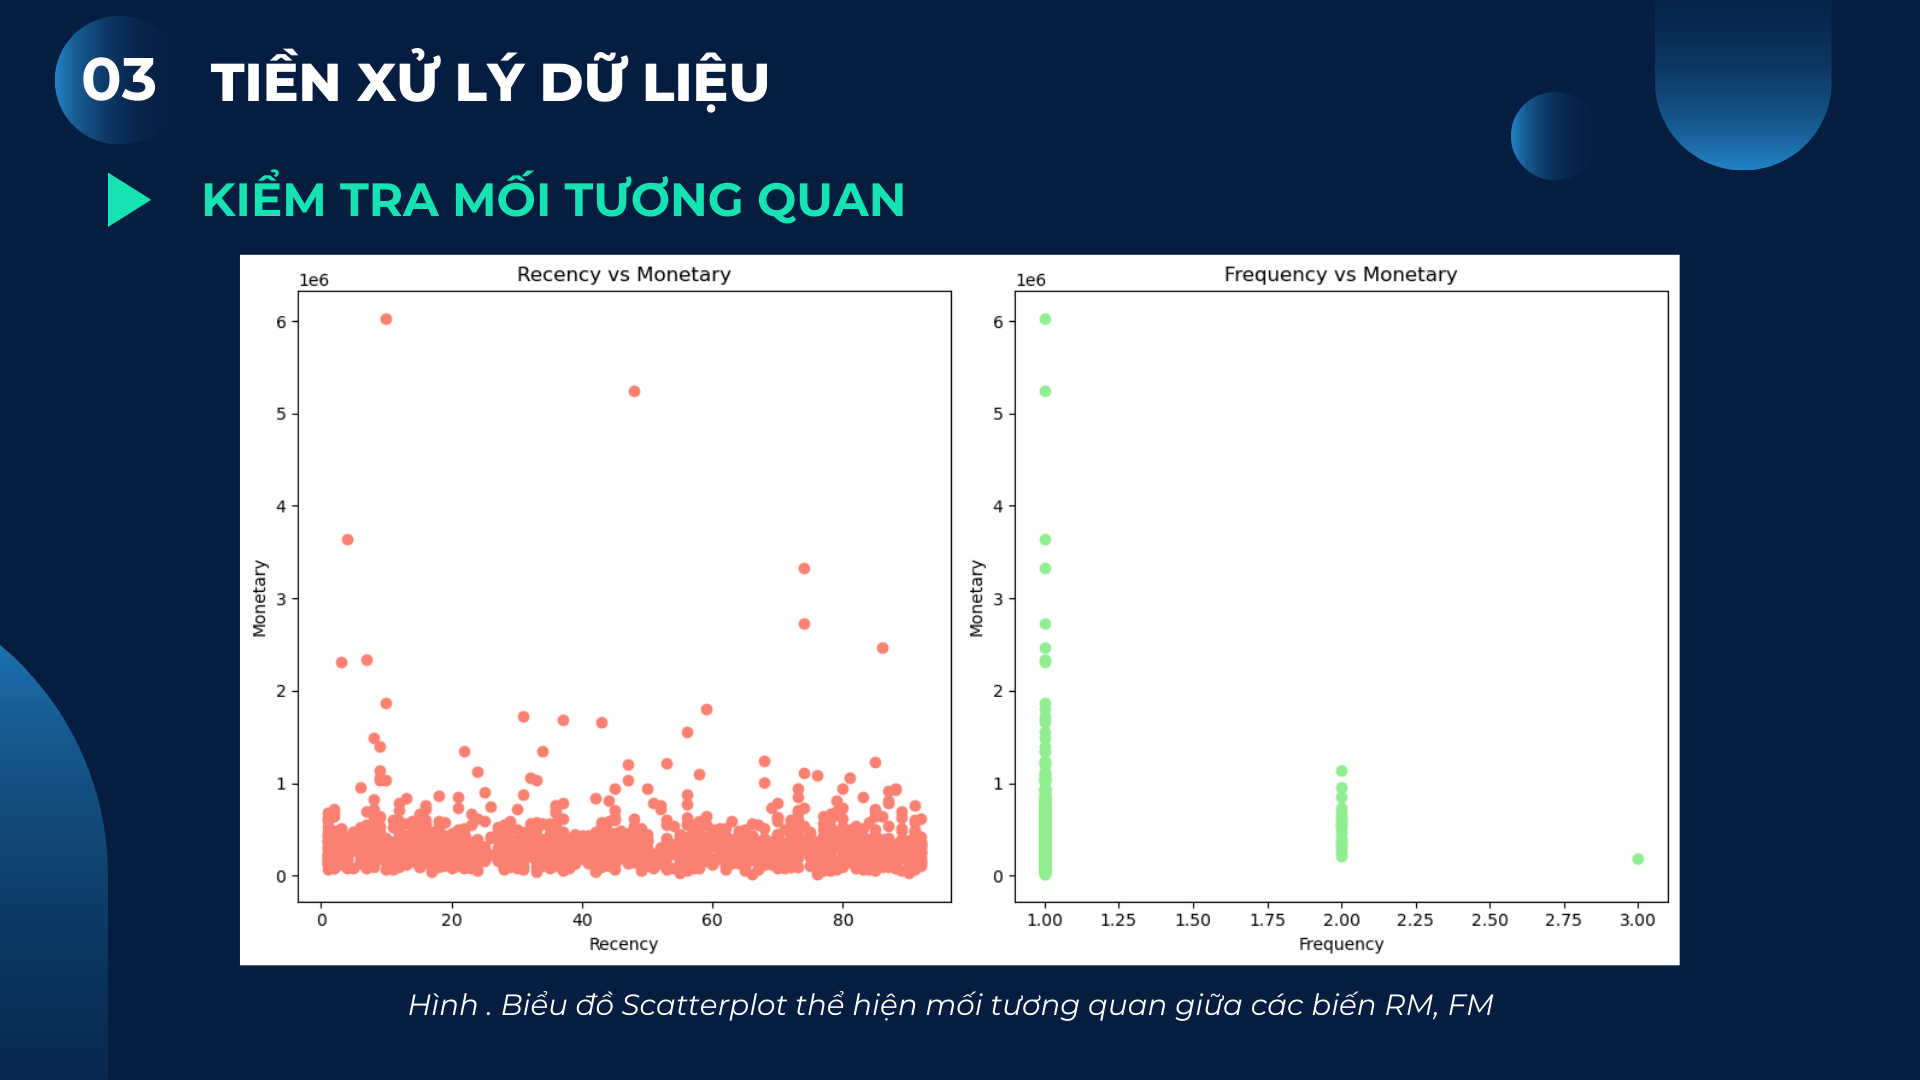 03 TIỀN XỬ LÝ DỮ LIỆU
KIỂM TRA MỐI TƯƠNG QUAN
Recency vs Monetary
1e6
6
5
4
3
2
1
0
Monetary
0 20 40 60 80
Recency
Frequency vs Monetary
1e6
6
5
4
3
2
1
0
Monetary
1.00 1.25 1.50 1.75 2.00 2.25 2.50 2.75 3.00
Frequency
Hình . Biểu đồ Scatterplot thể hiện mối tương quan giữa các biến RM, FM